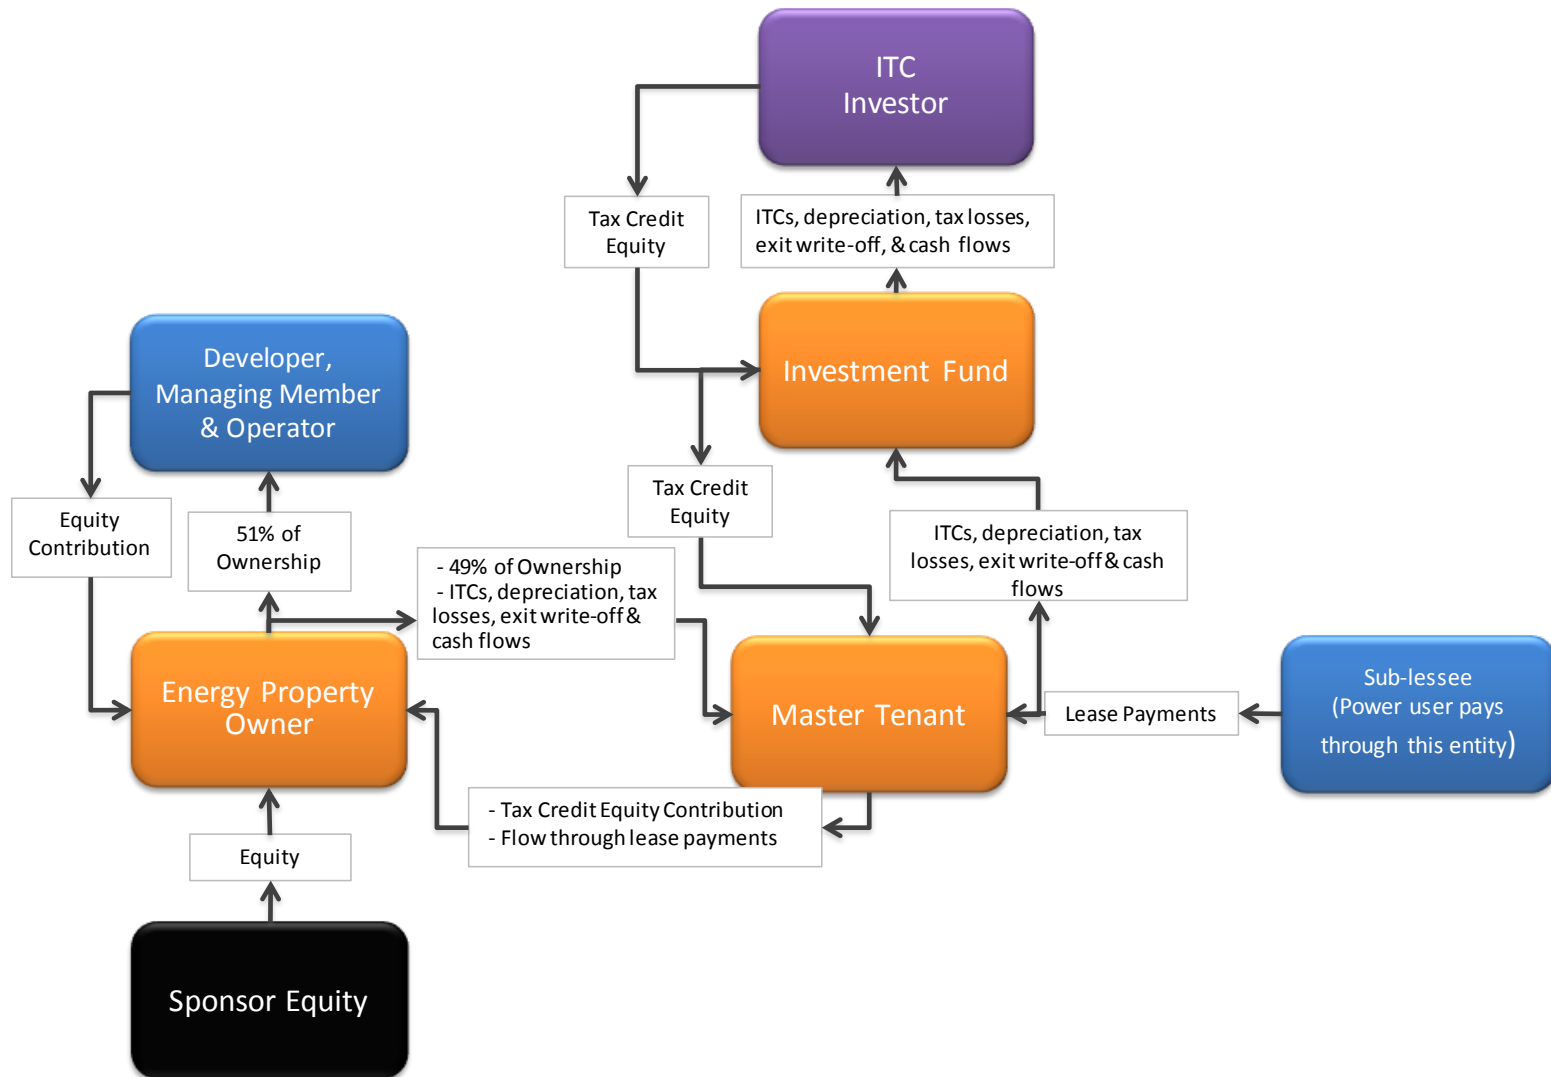 ITC
Investor
Tax Credit
Equity
ITCs, depreciation, tax losses,
exit write-off, & cash flows
Developer,
Managing Member
& Operator
Investment Fund
Equity
Contribution
51% of
Ownership
Tax Credit
Equity
ITCs, depreciation, tax
losses, exit write-off & cash
flows
- 49% of Ownership
- ITCs, depreciation, tax
losses, exit write-off &
cash flows
Energy Property
Owner
Master Tenant
Lease Payments
Sub-lessee
(Power user pays
through this entity)
- Tax Credit Equity Contribution
- Flow through lease payments
Equity
Sponsor Equity